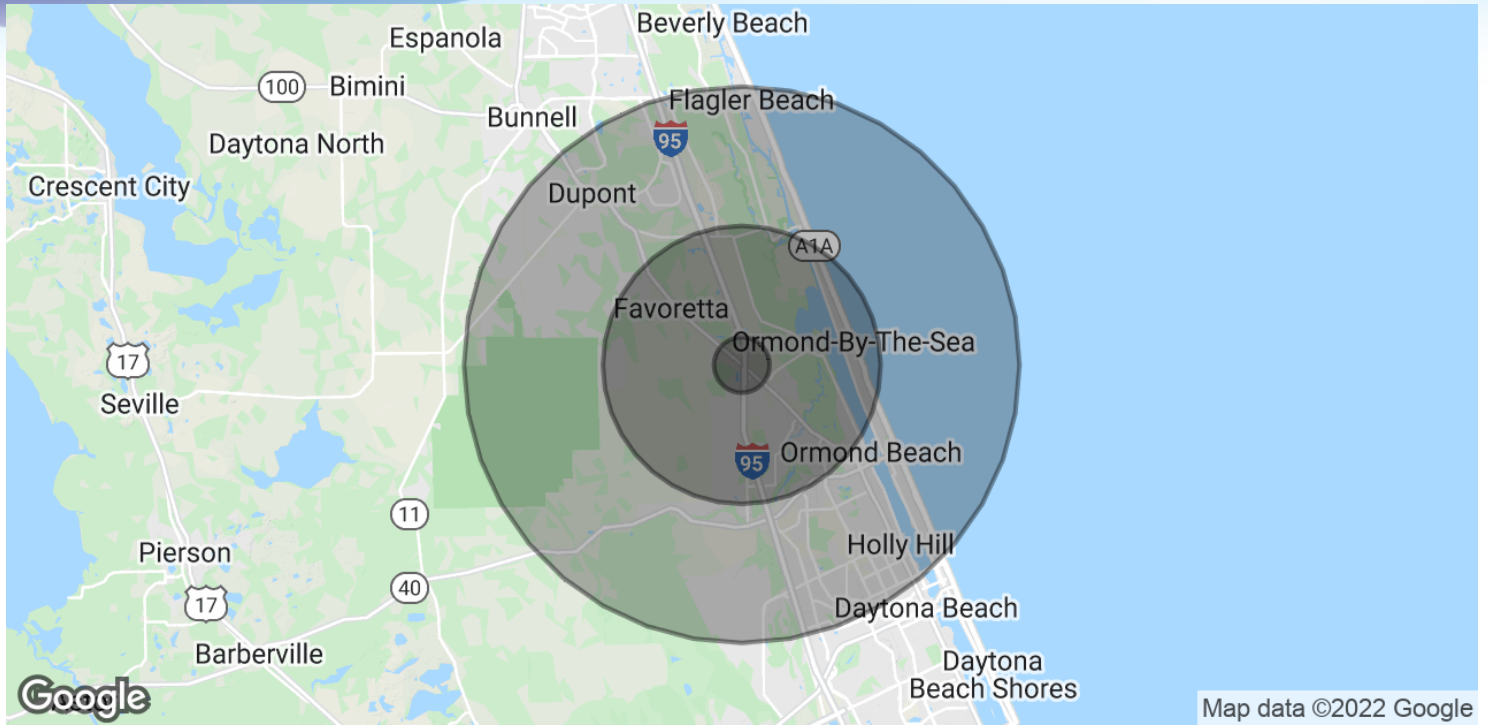 Beverly Beach
Espanola
100
Bimini
Flagler Beach
Bunnell
95
Daytona North
Crescent City
Dupont
A1A
Favoretta
Ormond-By-The-Sea
17
Seville
Ormond Beach
95
11
Holly Hill
Pierson
40
17
Daytona Beach
Barberville
Daytona
Beach Shores
Google
Map data ©2022 Google